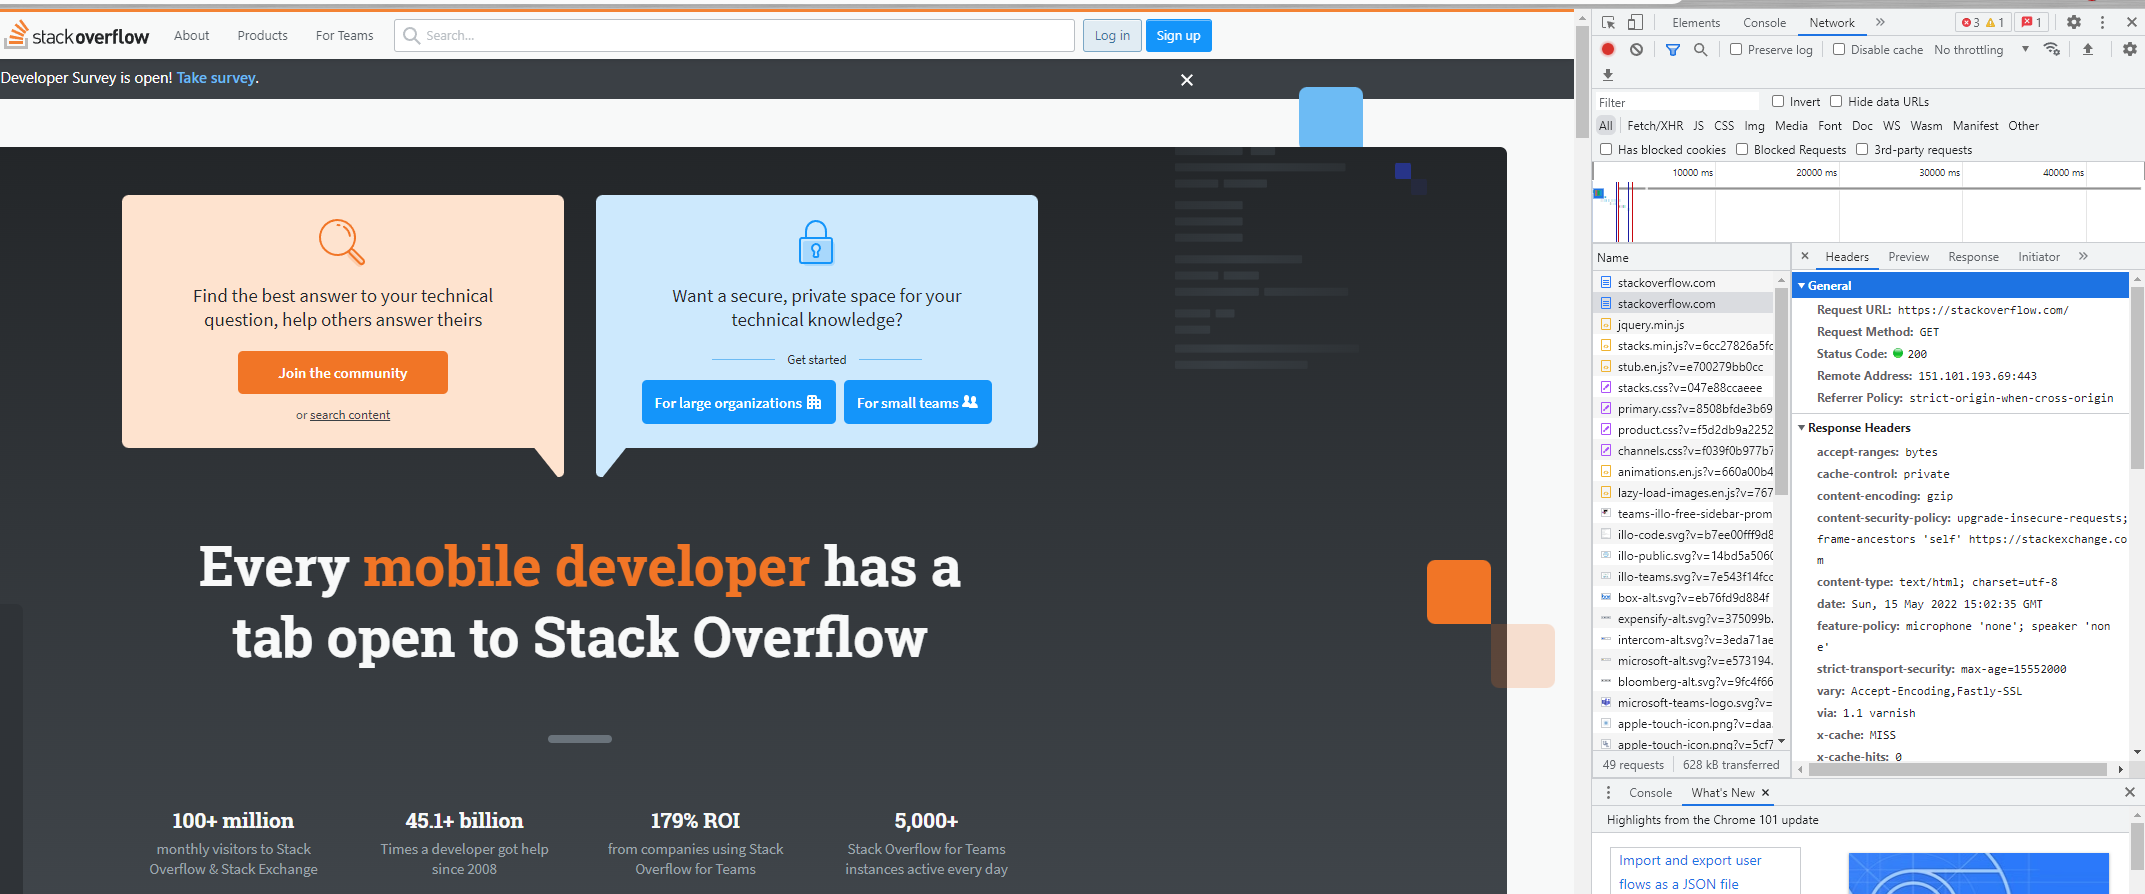 stackoverflow
About
Products
For Teams
Search...
Log in
Sign up
Developer Survey is open! Take survey.
Find the best answer to your technical
question, help others answer theirs
Join the community
or search content
Want a secure, private space for your
technical knowledge?
Get started
For large organizations
For small teams
Every mobile developer has a
tab open to Stack Overflow
100+ million
monthly visitors to Stack
Overflow & Stack Exchange
45.1+ billion
Times a developer got help
since 2008
179% ROI
from companies using Stack
Overflow for Teams
5,000+
Stack Overflow for Teams
instances active every day
Elements
Console
Network
3
1
1
Preserve log
Disable cache
No throttling
Filter
Invert
Hide data URLs
All
Fetch/XHR
JS
CSS
Img
Media
Font
Doc
WS
Wasm
Manifest
Other
Has blocked cookies
Blocked Requests
3rd-party requests
10000 ms
20000 ms
30000 ms
40000 ms
Name
stackoverflow.com
stackoverflow.com
jquery.min.js
stacks.min.js?v=6cc27826a5fc
stub.en.js?v=e700279bb0cc
stacks.css?v=047e88ccaeee
primary.css?v=8508bfde3b69
product.css?v=f5d2db9a2252
channels.css?v=f039f0b977b7
animations.en.js?v=660a00b4
lazy-load-images.en.js?v=767
teams-illo-free-sidebar-prom
illo-code.svg?v=b7ee00fff9d8
illo-public.svg?v=14bd5a5060
illo-teams.svg?v=7e543f14fcc
box-alt.svg?v=eb76fd9d884f
expensify-alt.svg?v=375099b.
intercom-alt.svg?v=3eda71ae
microsoft-alt.svg?v=e573194.
bloomberg-alt.svg?v=9fc4f66
microsoft-teams-logo.svg?v=
apple-touch-icon.png?v=daa.
apple-touch-icon.png?v=5cf7
49 requests
628 kB transferred
Headers
Preview
Response
Initiator
General
Request URL: https://stackoverflow.com/
Request Method: GET
Status Code: 200
Remote Address: 151.101.193.69:443
Referrer Policy: strict-origin-when-cross-origin
Response Headers
accept-ranges: bytes
cache-control: private
content-encoding: gzip
content-security-policy: upgrade-insecure-requests;
frame-ancestors 'self' https://stackexchange.co
m
content-type: text/html; charset=utf-8
date: Sun, 15 May 2022 15:02:35 GMT
feature-policy: microphone 'none'; speaker 'non
e'
strict-transport-security: max-age=15552000
vary: Accept-Encoding,Fastly-SSL
via: 1.1 varnish
x-cache: MISS
x-cache-hits: 0
Console
What's New
Highlights from the Chrome 101 update
Import and export user
flows as a JSON file